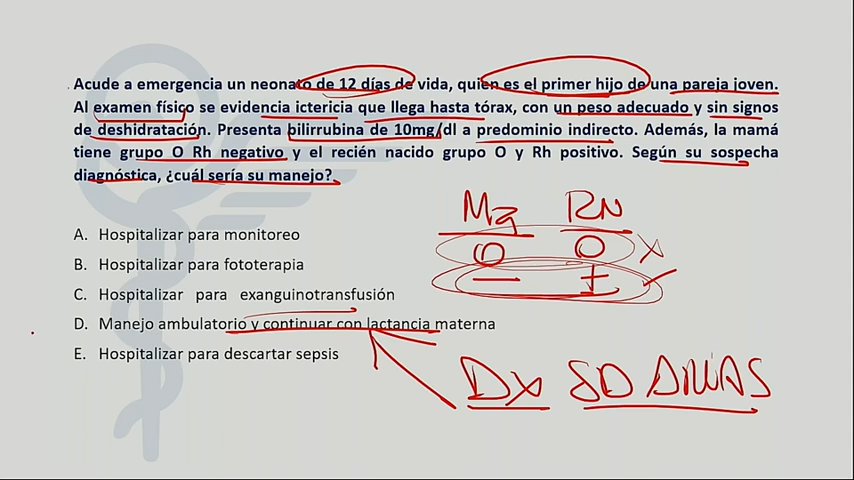 Acude a emergencia un neonato de 12 días de vida, quien es el primer hijo de una pareja joven.
Al examen físico se evidencia ictericia que llega hasta tórax, con un peso adecuado y sin signos
de deshidratación. Presenta bilirrubina de 10mg/dl a predominio indirecto. Además, la mamá
tiene grupo O Rh negativo y el recién nacido grupo O y Rh positivo. Según su sospecha
diagnóstica, ¿cuál sería su manejo?
A. Hospitalizar para monitoreo
B. Hospitalizar para fototerapia
C. Hospitalizar para exanguinotransfusión
D. Manejo ambulatorio y continuar con lactancia materna
E. Hospitalizar para descartar sepsis
RN
O O X
- +
Dx SD